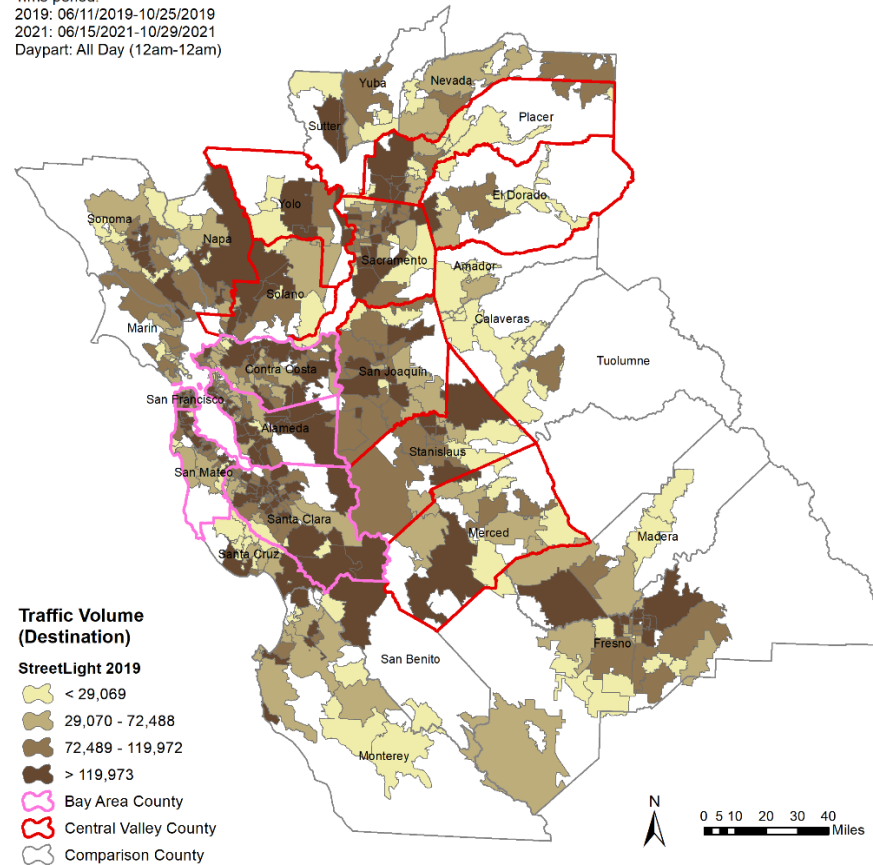 2019: 06/11/2019-10/25/2019
2021: 06/15/2021-10/29/2021
Daypart: All Day (12am-12am)
Yuba
Nevada
Sutter
Placer
El Dorado
Yolo
Sonoma
Napa
Sacramento
Amador
Solano
Calaveras
Marin
Tuolumne
Contra Costa
San Joaquin
San Francisco
Alameda
Stanislaus
San Mateo
Santa Clara
Merced
Madera
Santa Cruz
Fresno
San Benito
Monterey
Traffic Volume
(Destination)
StreetLight 2019
< 29,069
29,070 - 72,488
72,489 - 119,972
> 119,973
Bay Area County
Central Valley County
Comparison County
N
0 5 10 20 30 40
Miles